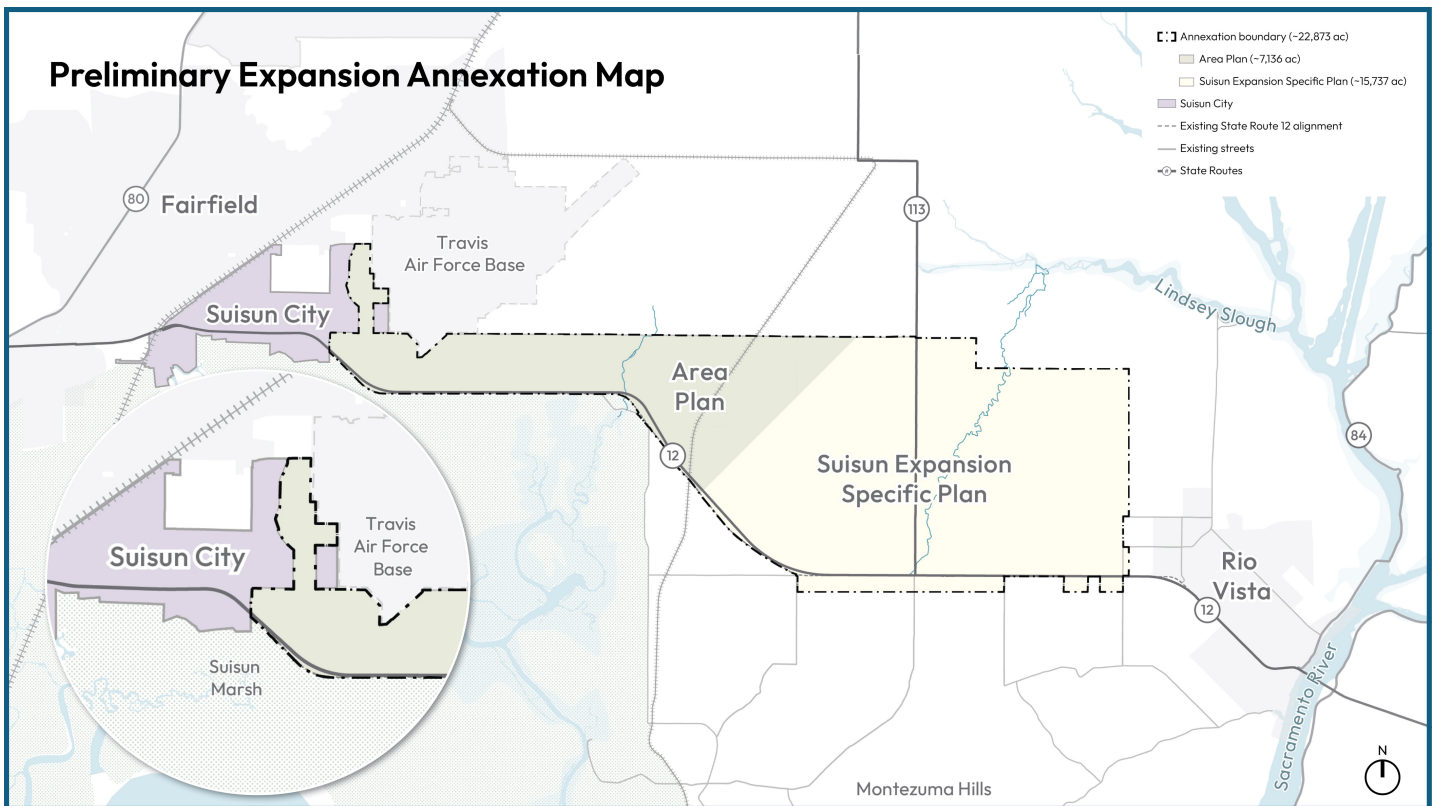 Preliminary Expansion Annexation Map
Annexation boundary (~22,873 ac)
Area Plan (~7,136 ac)
Suisun Expansion Specific Plan (~15,737 ac)
Suisun City
Existing State Route 12 alignment
Existing streets
# State Routes
80
Fairfield
113
Travis
Air Force Base
Lindsey Slough
Suisun City
Area
Plan
84
12
Suisun Expansion
Specific Plan
Travis
Air Force
Base
Suisun City
Rio
Vista
12
Suisun
Marsh
Sacramento River
N
Montezuma Hills